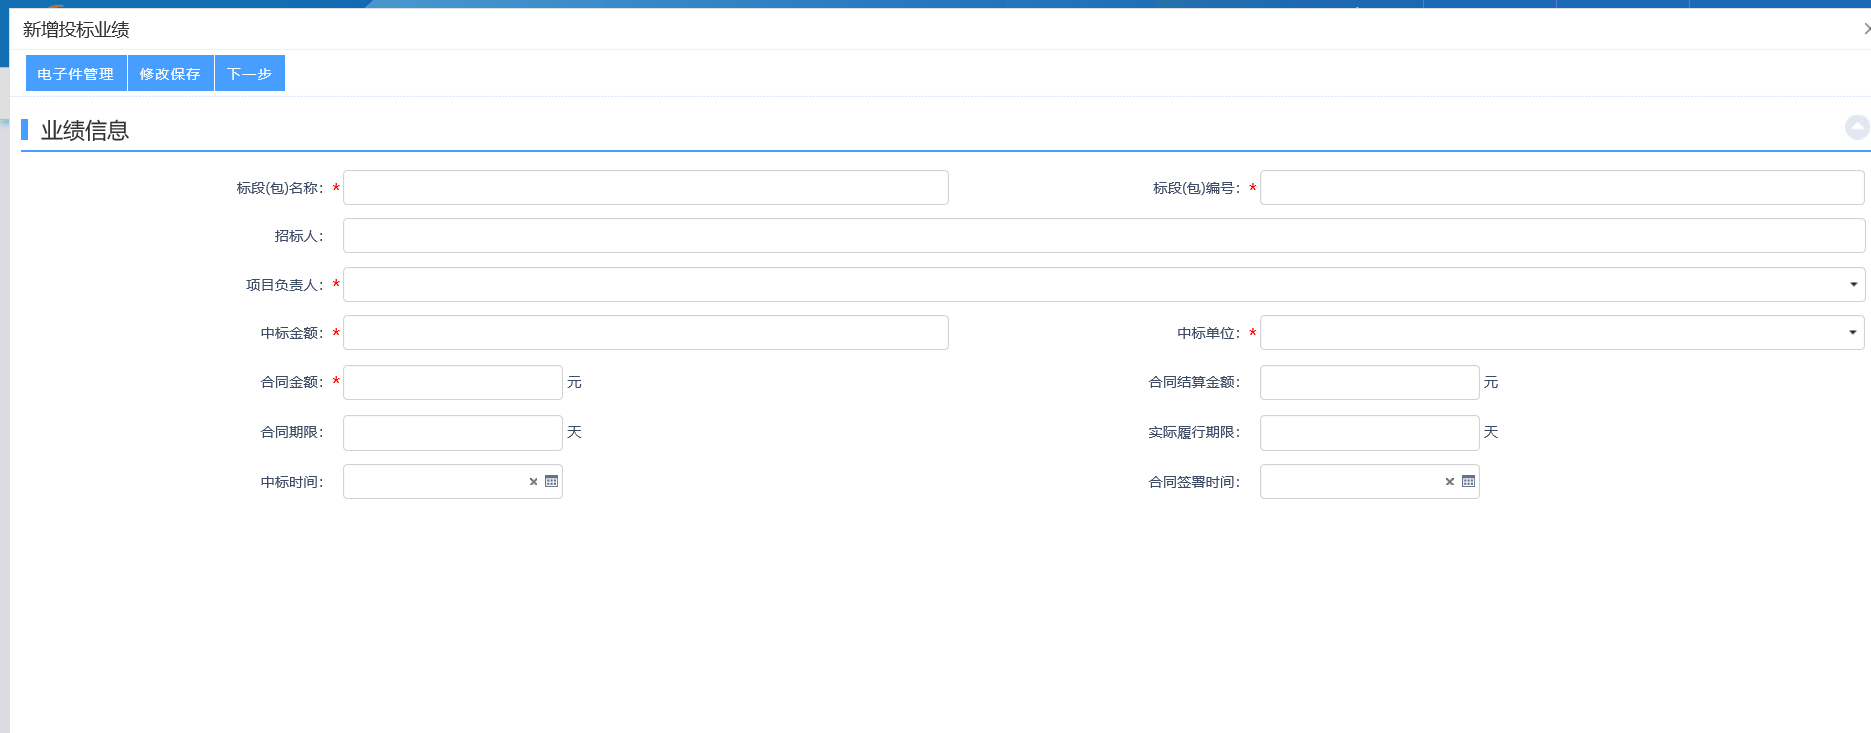 新增投标业绩
电子件管理 修改保存 下一步
业绩信息
标段(包)名称：* 标段(包)编号：*
招标人：
项目负责人：*
中标金额：* 中标单位：*
合同金额：* 元 合同结算金额： 元
合同期限： 天 实际履行期限： 天
中标时间： 合同签署时间：